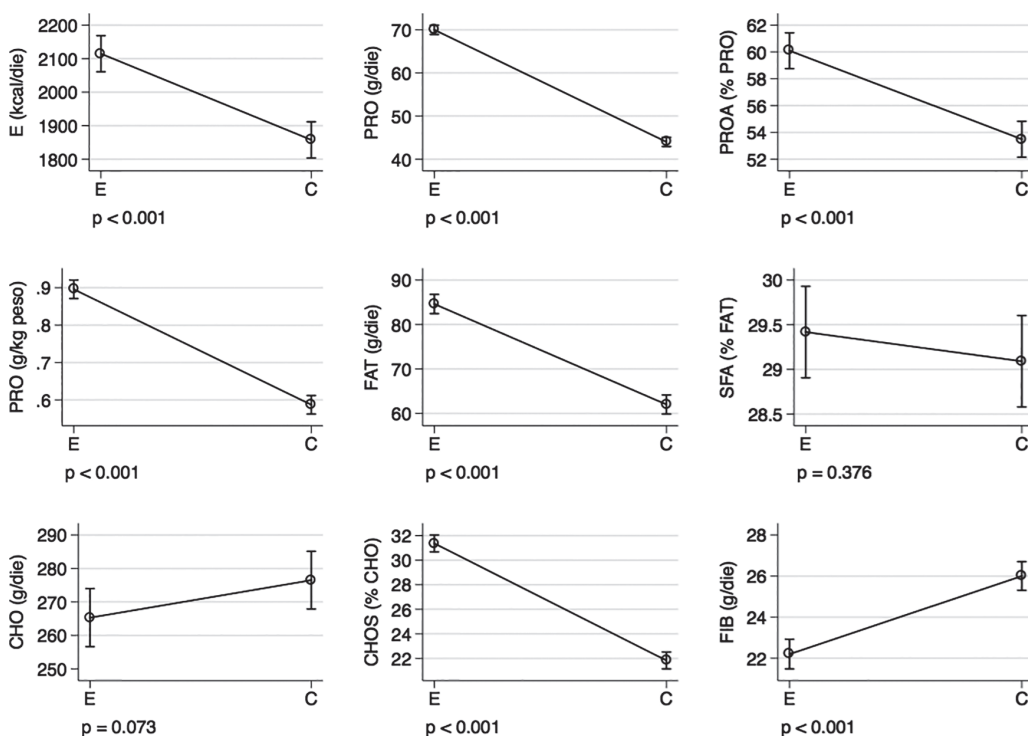 E (kcal/die)
2200
2100
2000
1900
1800
E
C
p < 0.001
PRO (g/die)
70
60
50
40
E
C
p < 0.001
PROA (% PRO)
62
60
58
56
54
52
E
C
p < 0.001
PRO (g/kg peso)
.9
.8
.7
.6
E
C
p < 0.001
FAT (g/die)
90
80
70
60
E
C
p < 0.001
SFA (% FAT)
30
29.5
29
28.5
E
C
p = 0.376
CHO (g/die)
290
280
270
260
250
E
C
p = 0.073
CHOS (% CHO)
32
30
28
26
24
22
E
C
p < 0.001
FIB (g/die)
28
26
24
22
E
C
p < 0.001